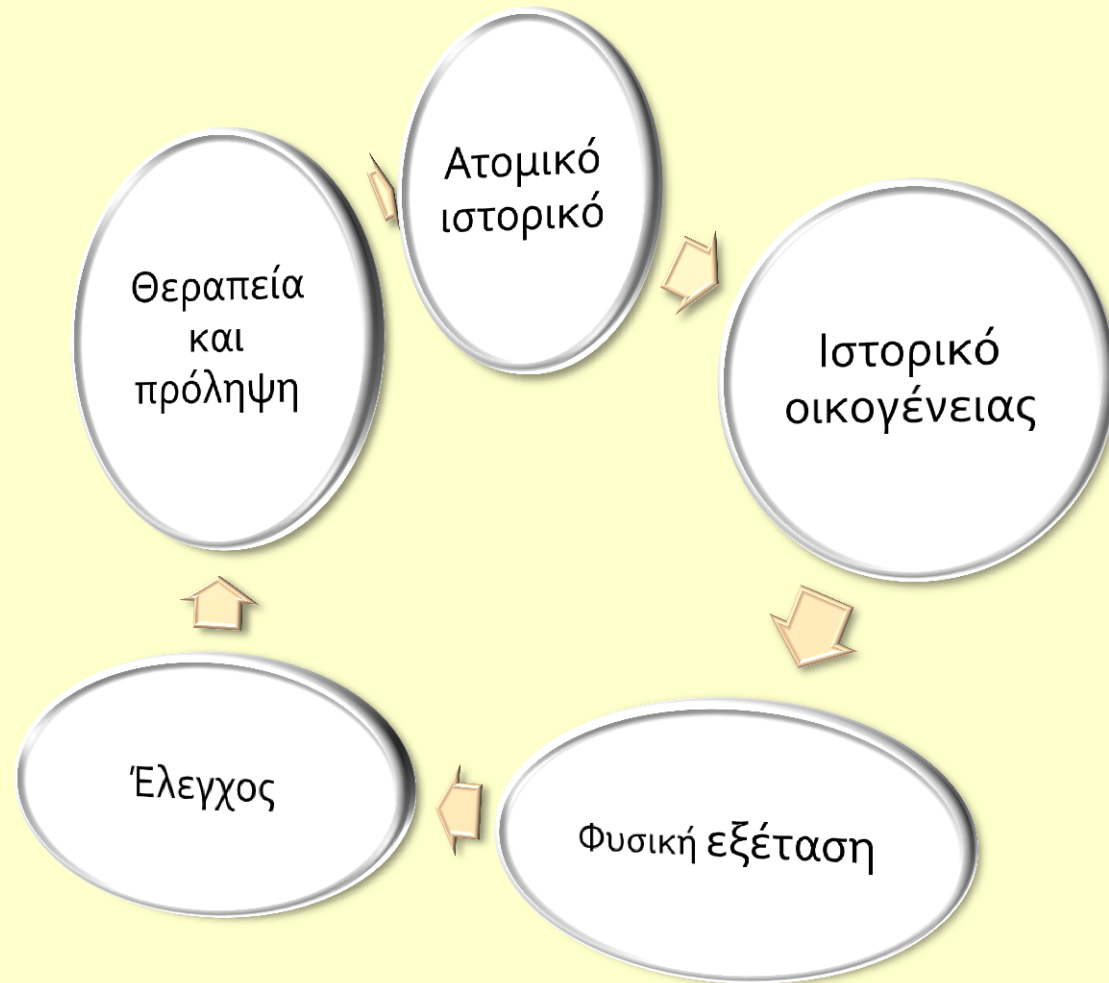 Ατομικό
ιστορικό
Ιστορικό
οικογένειας
Φυσική εξέταση
Έλεγχος
Θεραπεία
και
πρόληψη